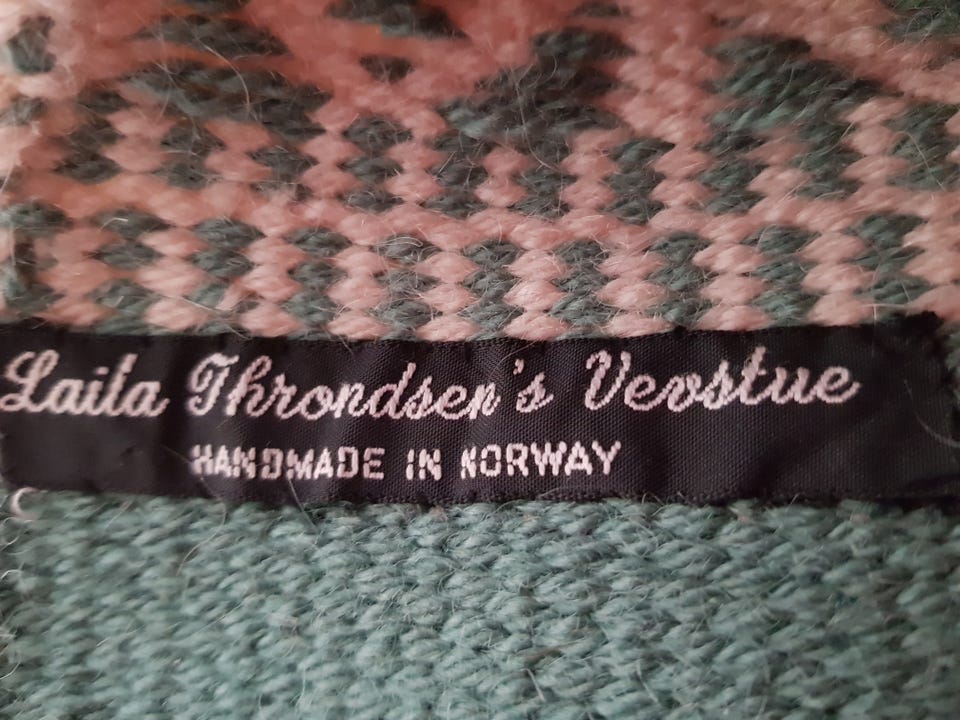 Laila Throndsen's Vevstue
HANDMADE IN NORWAY